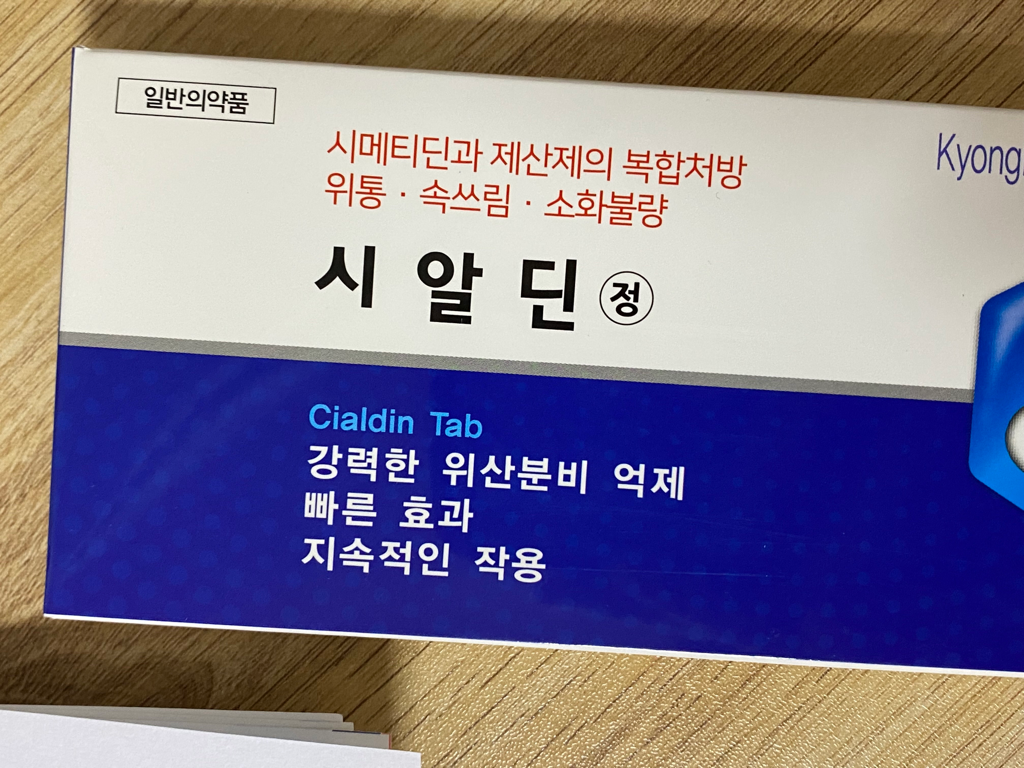 일반의약품
시메티딘과 제산제의 복합처방
위통 · 속쓰림 · 소화불량
시알딘 정
Kyong
Cialdin Tab
강력한 위산분비 억제
빠른 효과
지속적인 작용